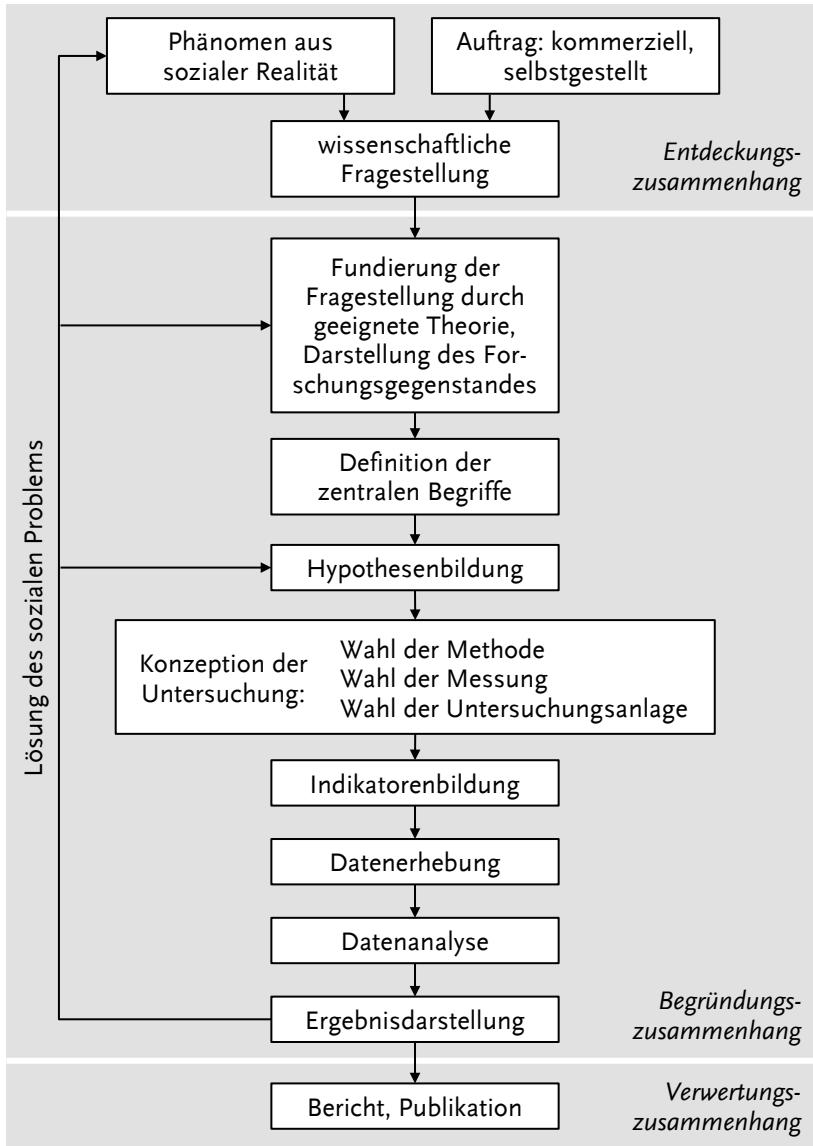 Phänomen aus
sozialer Realität
Auftrag: kommerziell,
selbstgestellt
wissenschaftliche
Fragestellung
Entdeckungs-
zusammenhang
Fundierung der
Fragestellung durch
geeignete Theorie,
Darstellung des For-
schungsgegenstandes
Definition der
zentralen Begriffe
Hypothesenbildung
Konzeption der
Untersuchung:
Wahl der Methode
Wahl der Messung
Wahl der Untersuchungsanlage
Indikatorenbildung
Datenerhebung
Datenanalyse
Ergebnisdarstellung
Begründungs-
zusammenhang
Lösung des sozialen Problems
Bericht, Publikation
Verwertungs-
zusammenhang